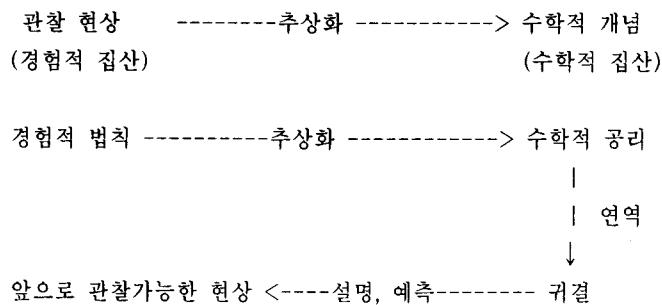 관찰 현상 --------추상화 -----------> 수학적 개념
(경험적 집산) (수학적 집산)
경험적 법칙 ----------추상화 ------------> 수학적 공리
|
| 연역
↓
앞으로 관찰가능한 현상 <----설명, 예측-------- 귀결